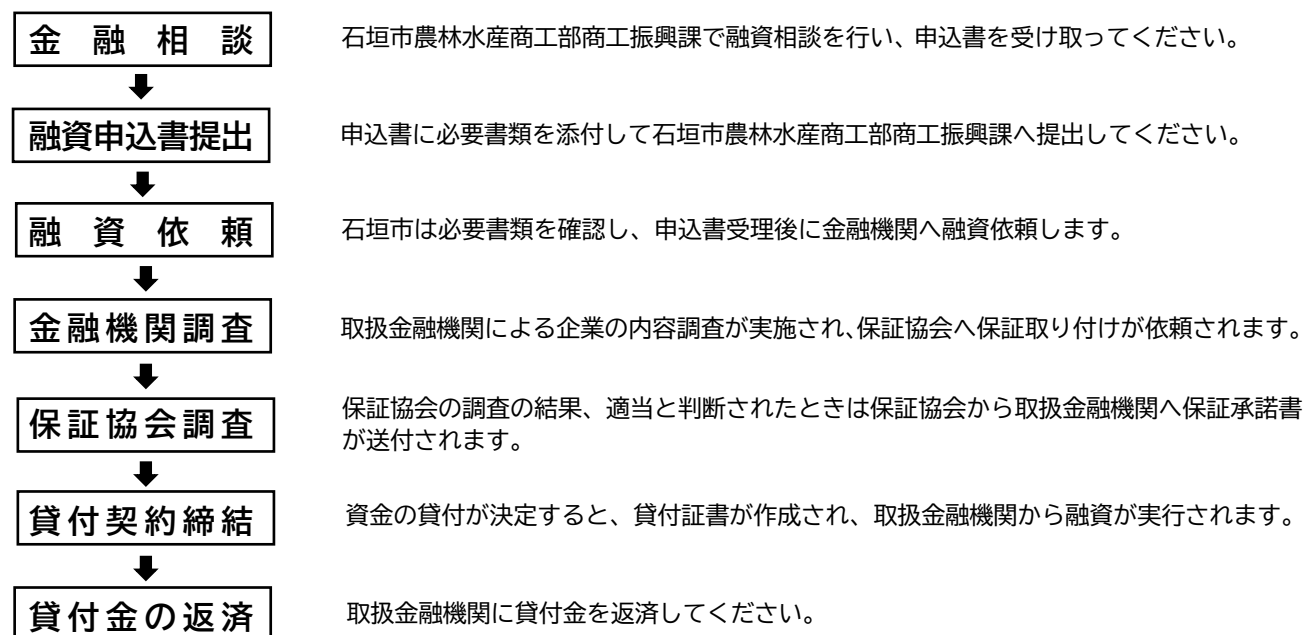 金融相談
石垣市農林水産商工部商工振興課で融資相談を行い、申込書を受け取ってください。
融資申込書提出
申込書に必要書類を添付して石垣市農林水産商工部商工振興課へ提出してください。
融資依頼
石垣市は必要書類を確認し、申込書受理後に金融機関へ融資依頼します。
金融機関調査
取扱金融機関による企業の内容調査が実施され、保証協会へ保証取り付けが依頼されます。
保証協会調査
保証協会の調査の結果、適当と判断されたときは保証協会から取扱金融機関へ保証承諾書
が送付されます。
貸付契約締結
資金の貸付が決定すると、貸付証書が作成され、取扱金融機関から融資が実行されます。
貸付金の返済
取扱金融機関に貸付金を返済してください。